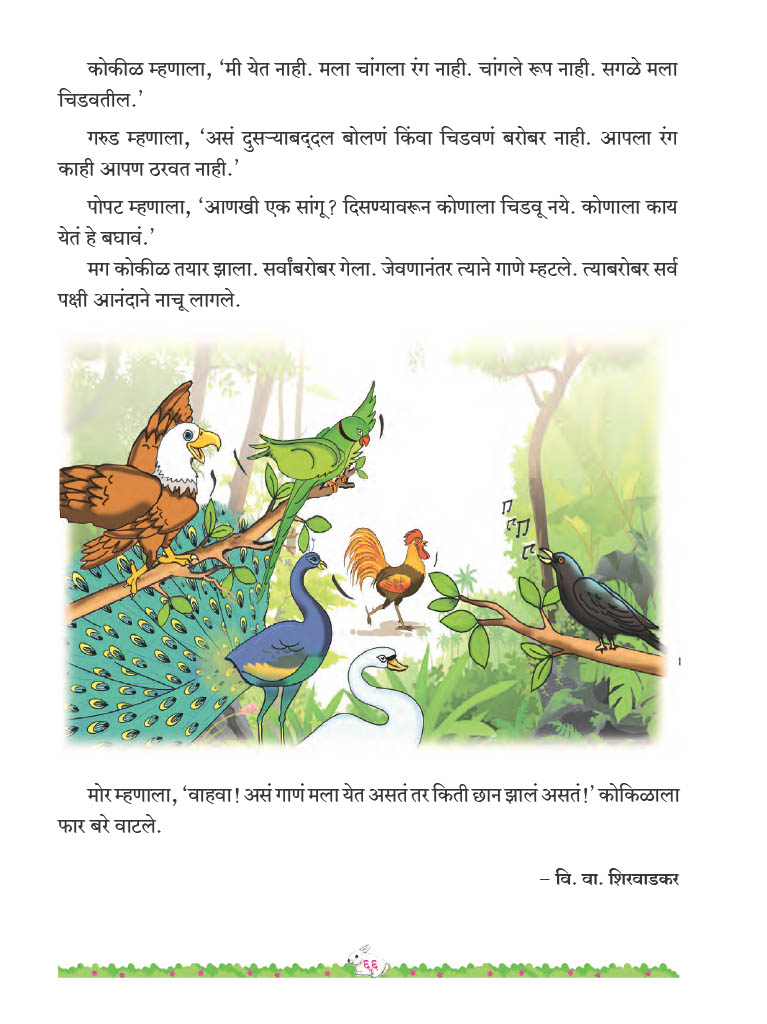 कोकीळ म्हणाला, ‘मी येत नाही. मला चांगला रंग नाही. चांगले रूप नाही. सगळे मला
चिडवतील.’
गरुड म्हणाला, ‘असं दुसऱ्याबद्दल बोलणं किंवा चिडवणं बरोबर नाही. आपला रंग
काही आपण ठरवत नाही.’
पोपट म्हणाला, ‘आणखी एक सांगू? दिसण्यावरून कोणाला चिडवू नये. कोणाला काय
येतं हे बघावं.’
मग कोकीळ तयार झाला. सर्वांबरोबर गेला. जेवणानंतर त्याने गाणे म्हटले. त्याबरोबर सर्व
पक्षी आनंदाने नाचू लागले.
मोर म्हणाला, ‘वाहवा! असं गाणं मला येत असतं तर किती छान झालं असतं!’ कोकिळाला
फार बरे वाटले.
– वि. वा. शिरवाडकर
६६